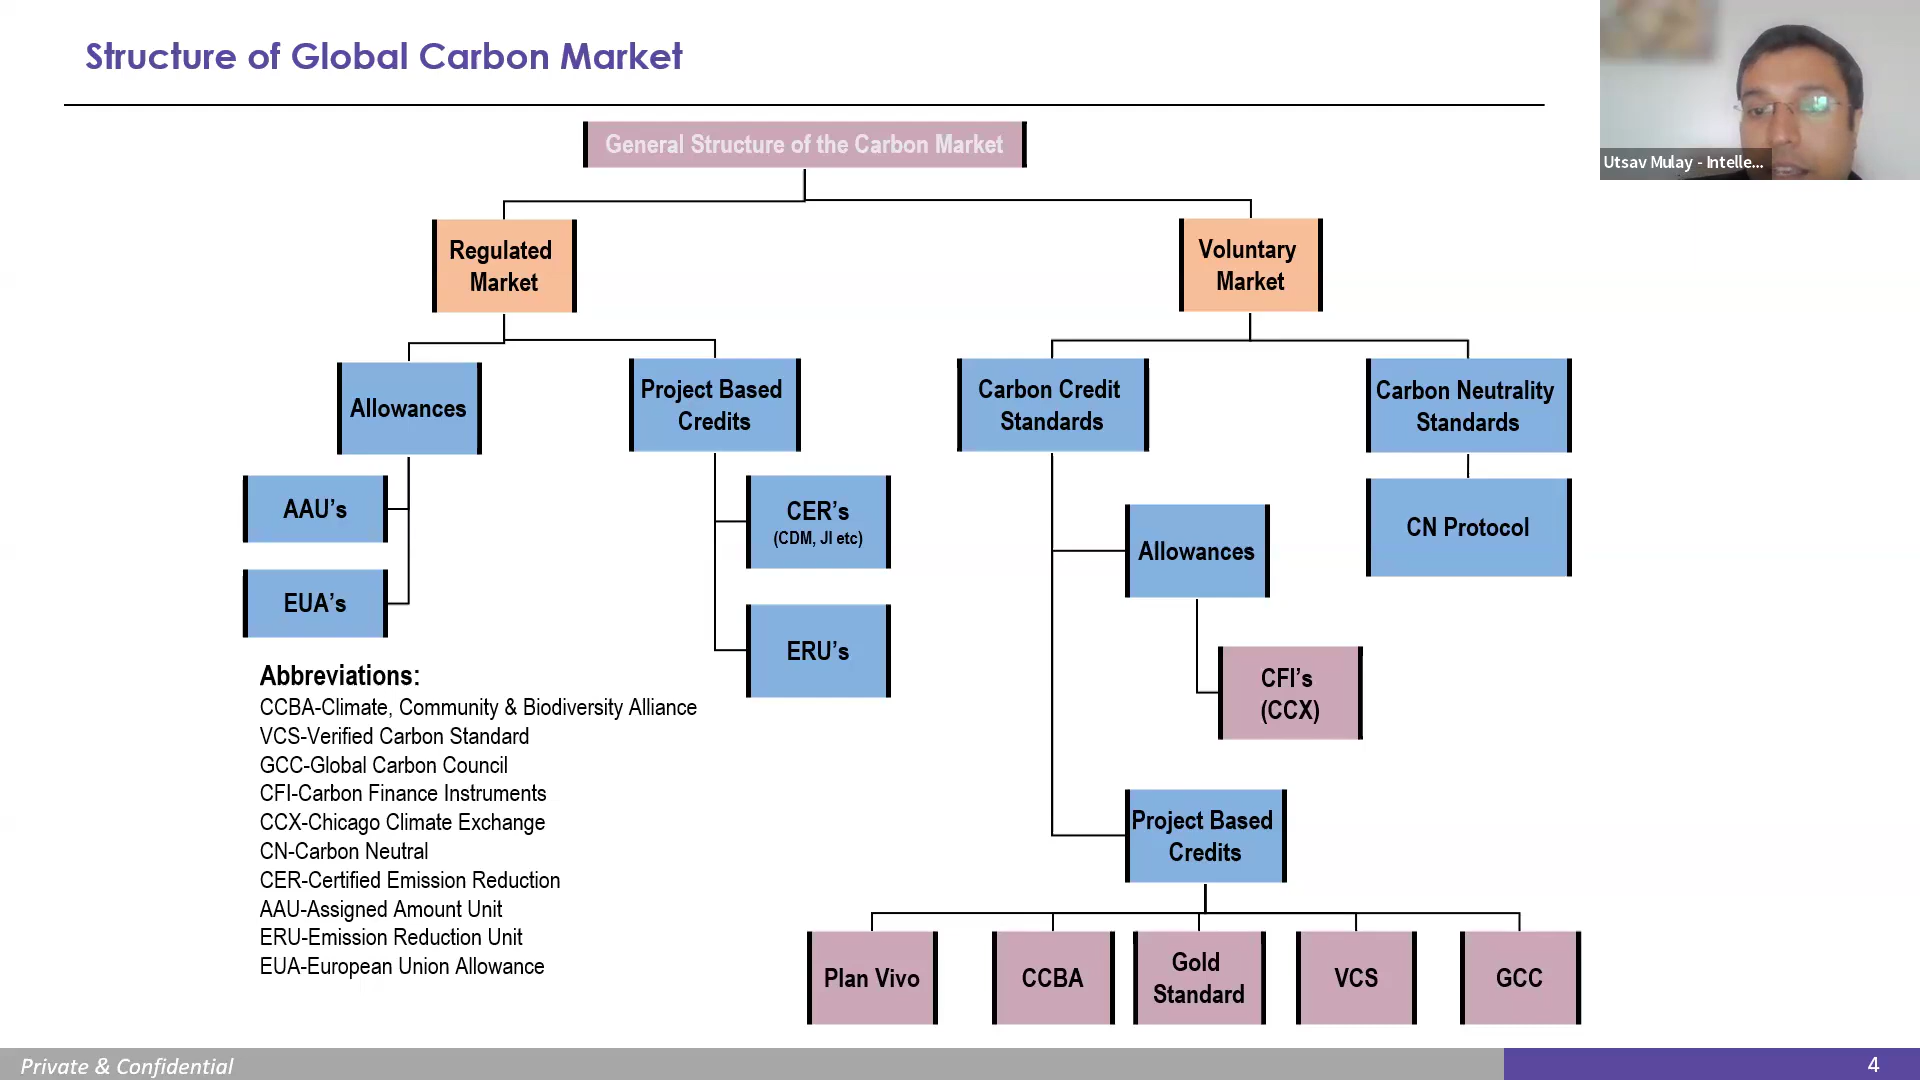 Structure of Global Carbon Market
Utsav Mulay - Intelle...
General Structure of the Carbon Market
Regulated
Market
Voluntary
Market
Allowances
Project Based
Credits
Carbon Credit
Standards
Carbon Neutrality
Standards
AAU’s
EUA’s
CER’s
(CDM, JI etc)
ERU’s
Allowances
CN Protocol
CFI’s
(CCX)
Project Based
Credits
Plan Vivo
CCBA
Gold
Standard
VCS
GCC
Abbreviations:
CCBA-Climate, Community & Biodiversity Alliance
VCS-Verified Carbon Standard
GCC-Global Carbon Council
CFI-Carbon Finance Instruments
CCX-Chicago Climate Exchange
CN-Carbon Neutral
CER-Certified Emission Reduction
AAU-Assigned Amount Unit
ERU-Emission Reduction Unit
EUA-European Union Allowance
Private & Confidential
4